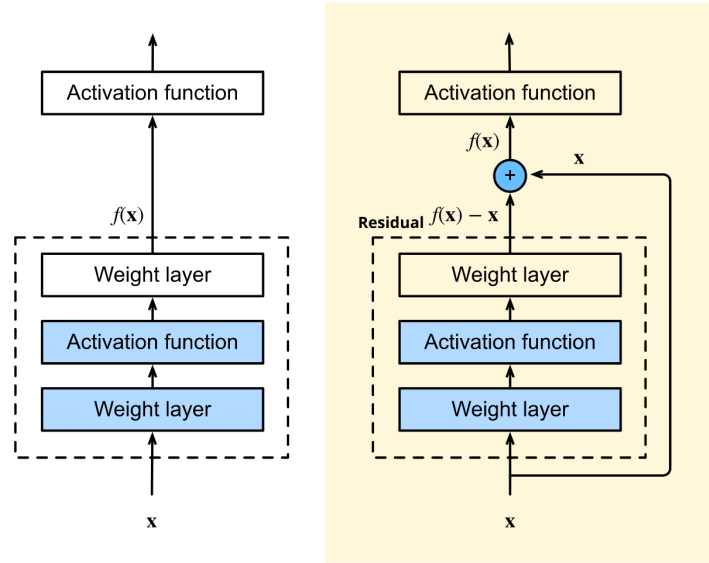 Activation function
f(x)
Weight layer
Activation function
Weight layer
x
Activation function
f(x)
x
+
Residual f(x) − x
Weight layer
Activation function
Weight layer
x